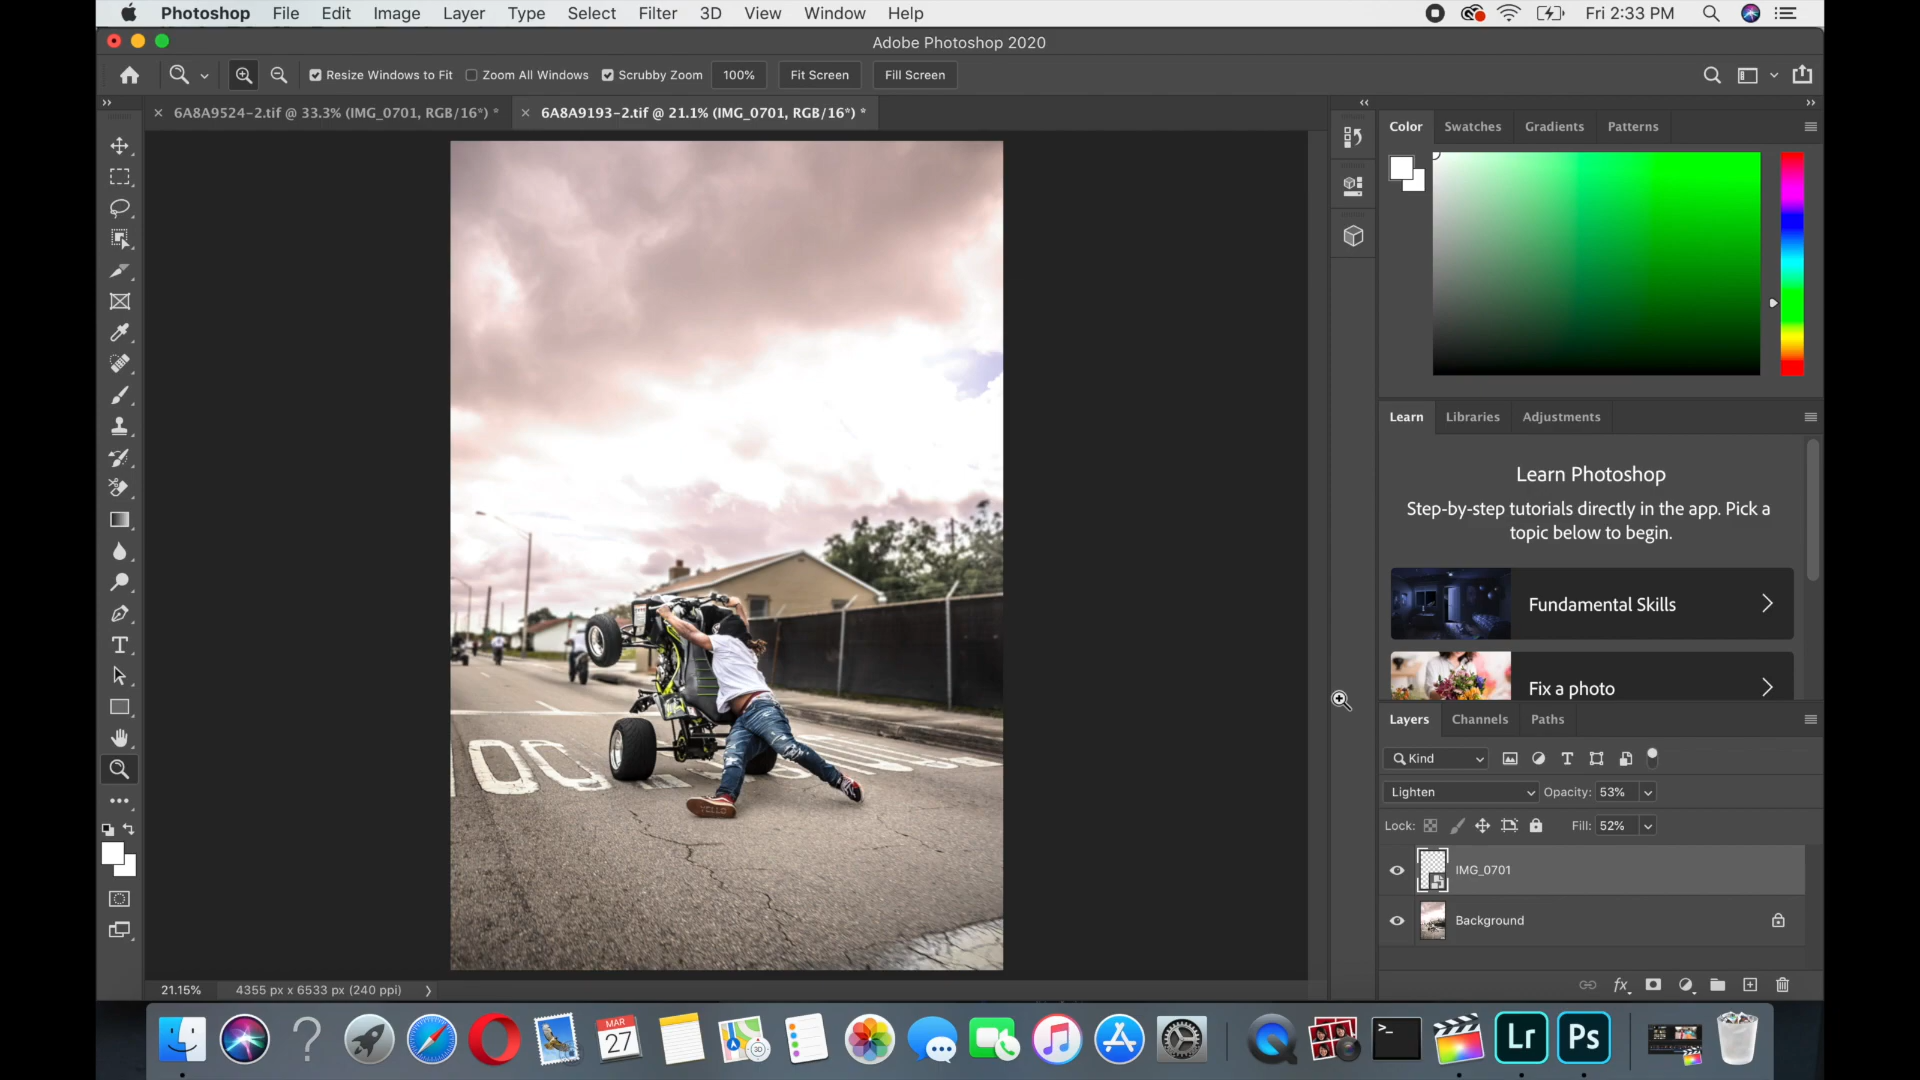 Photoshop File Edit Image Layer Type Select Filter 3D View Window Help Fri 2:33 PM
Adobe Photoshop 2020
Resize Windows to Fit Zoom All Windows Scrubby Zoom 100% Fit Screen Fill Screen
6A8A9524-2.tif @ 33.3% (IMG_0701, RGB/16*) * 6A8A9193-2.tif @ 21.1% (IMG_0701, RGB/16*) *
Color Swatches Gradients Patterns
Learn Libraries Adjustments
Learn Photoshop
Step-by-step tutorials directly in the app. Pick a
topic below to begin.
Fundamental Skills
Fix a photo
Layers Channels Paths
Kind
Lighten Opacity: 53%
Lock: Fill: 52%
IMG_0701
Background
21.15% 4355 px x 6533 px (240 ppi)
MAR
27
3D
Lr
Ps